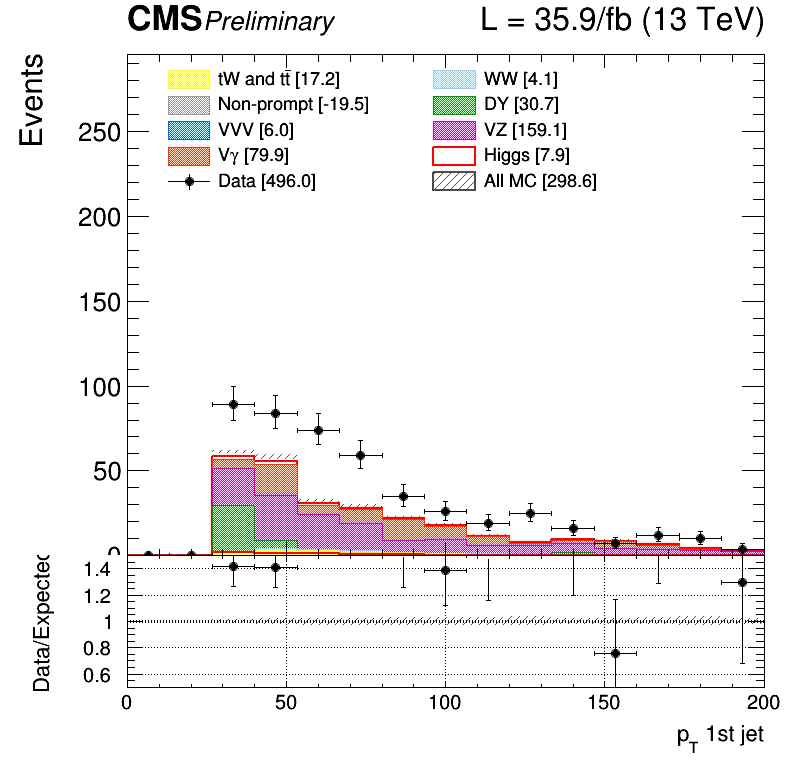 CMS Preliminary L = 35.9/fb (13 TeV)
Events
tW and tt̄ [17.2] WW [4.1]
Non-prompt [-19.5] DY [30.7]
VVV [6.0] VZ [159.1]
Vγ [79.9] Higgs [7.9]
Data [496.0] All MC [298.6]
250
200
150
100
50
0
Data/Expected
1.4
1.2
1
0.8
0.6
0 50 100 150 200
p_T 1st jet